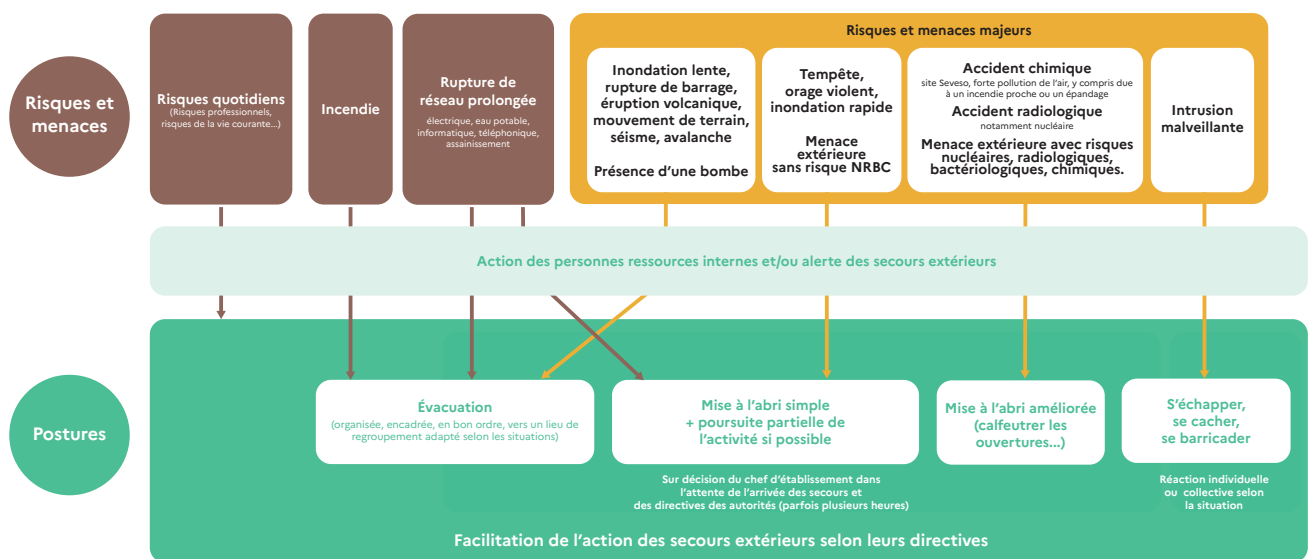 Risques et
menaces
Risques quotidiens
(Risques professionnels,
risques de la vie courante...)
Incendie
Rupture de
réseau prolongée
électrique, eau potable,
informatique, téléphonique,
assainissement
Risques et menaces majeurs
Inondation lente,
rupture de barrage,
éruption volcanique,
mouvement de terrain,
séisme, avalanche
Présence d'une bombe
Tempête,
orage violent,
inondation rapide
Menace
extérieure
sans risque NRBC
Accident chimique
site Seveso, forte pollution de l'air, y compris due
à un incendie proche ou un épandage
Accident radiologique
notamment nucléaire
Menace extérieure avec risques
nucléaires, radiologiques,
bactériologiques, chimiques.
Intrusion
malveillante
Action des personnes ressources internes et/ou alerte des secours extérieurs
Postures
Évacuation
(organisée, encadrée, en bon ordre, vers un lieu de
regroupement adapté selon les situations)
Mise à l'abri simple
+ poursuite partielle de
l'activité si possible
Mise à l'abri améliorée
(calfeutrer les
ouvertures...)
S'échapper,
se cacher,
se barricader
Sur décision du chef d'établissement dans
l'attente de l'arrivée des secours et
des directives des autorités (parfois plusieurs heures)
Réaction individuelle
ou collective selon
la situation
Facilitation de l'action des secours extérieurs selon leurs directives